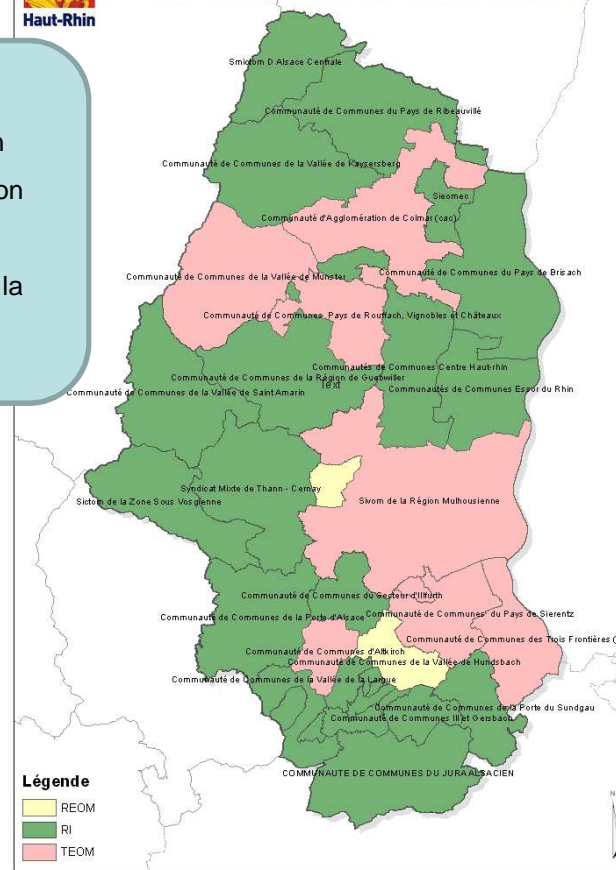 Haut-Rhin
n
on
la
Smictom D Alsace Centrale
Communauté de Communes du Pays de Ribeauvillé
Communauté de Communes de la Vallée de Kaysersberg
Sieomec
Communauté d'Agglomération de Colmar (cac)
Communauté de Communes de la Vallée de Munster
Communauté de Communes du Pays de Brisach
Communauté de Communes Pays de Rouffach, Vignobles et Châteaux
Communautés de Communes Centre Haut-rhin
Communauté de Communes de la Région de Guebwiller
Text
Communautés de Communes Essor du Rhin
Communauté de Communes de la Vallée de Saint Amarin
Syndicat Mixte de Thann - Cernay
Sictom de la Zone Sous Vosgienne
Sivom de la Région Mulhousienne
Communauté de Communes du Secteur d'Illfurth
Communauté de Communes de la Porte d'Alsace
Communauté de Communes du Pays de Sierentz
Communauté de Communes des Trois Frontières (
Communauté de Communes d'Altkirch
Communauté de Communes de la Vallée de Hundsbach
Communauté de Communes de la Vallée de la Largue
Communauté de Communes de la Porte du Sundgau
Communauté de Communes Ill et Gersbach
COMMUNAUTE DE COMMUNES DU JURA ALSACIEN
Légende
REOM
RI
TEOM
N